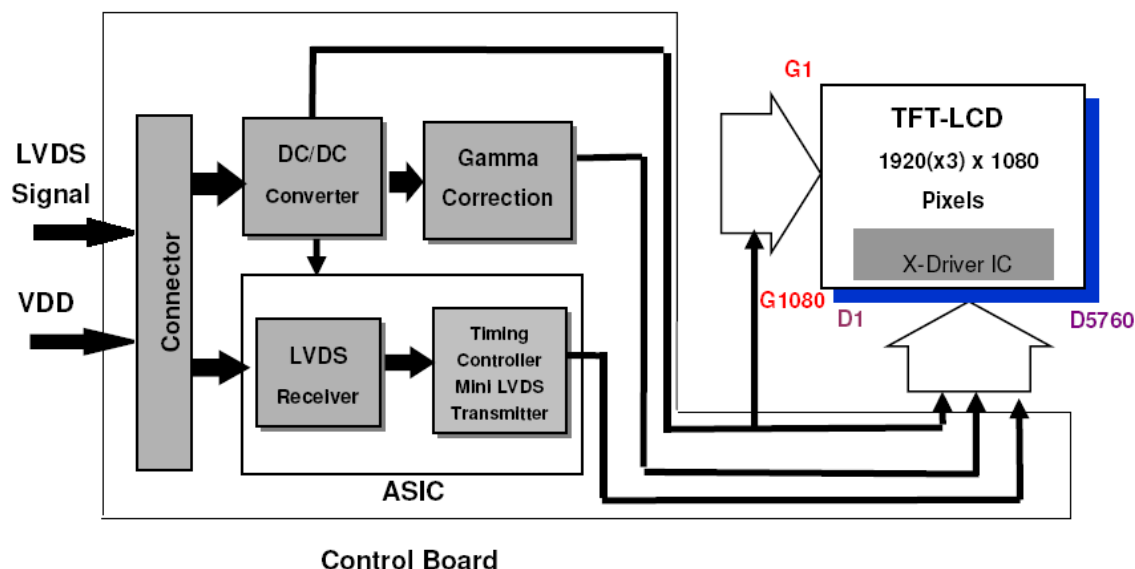 LVDS
Signal
VDD
Connector
DC/DC
Converter
Gamma
Correction
LVDS
Receiver
Timing
Controller
Mini LVDS
Transmitter
ASIC
G1
G1080
TFT-LCD
1920(x3) x 1080
Pixels
X-Driver IC
D1
D5760
Control Board